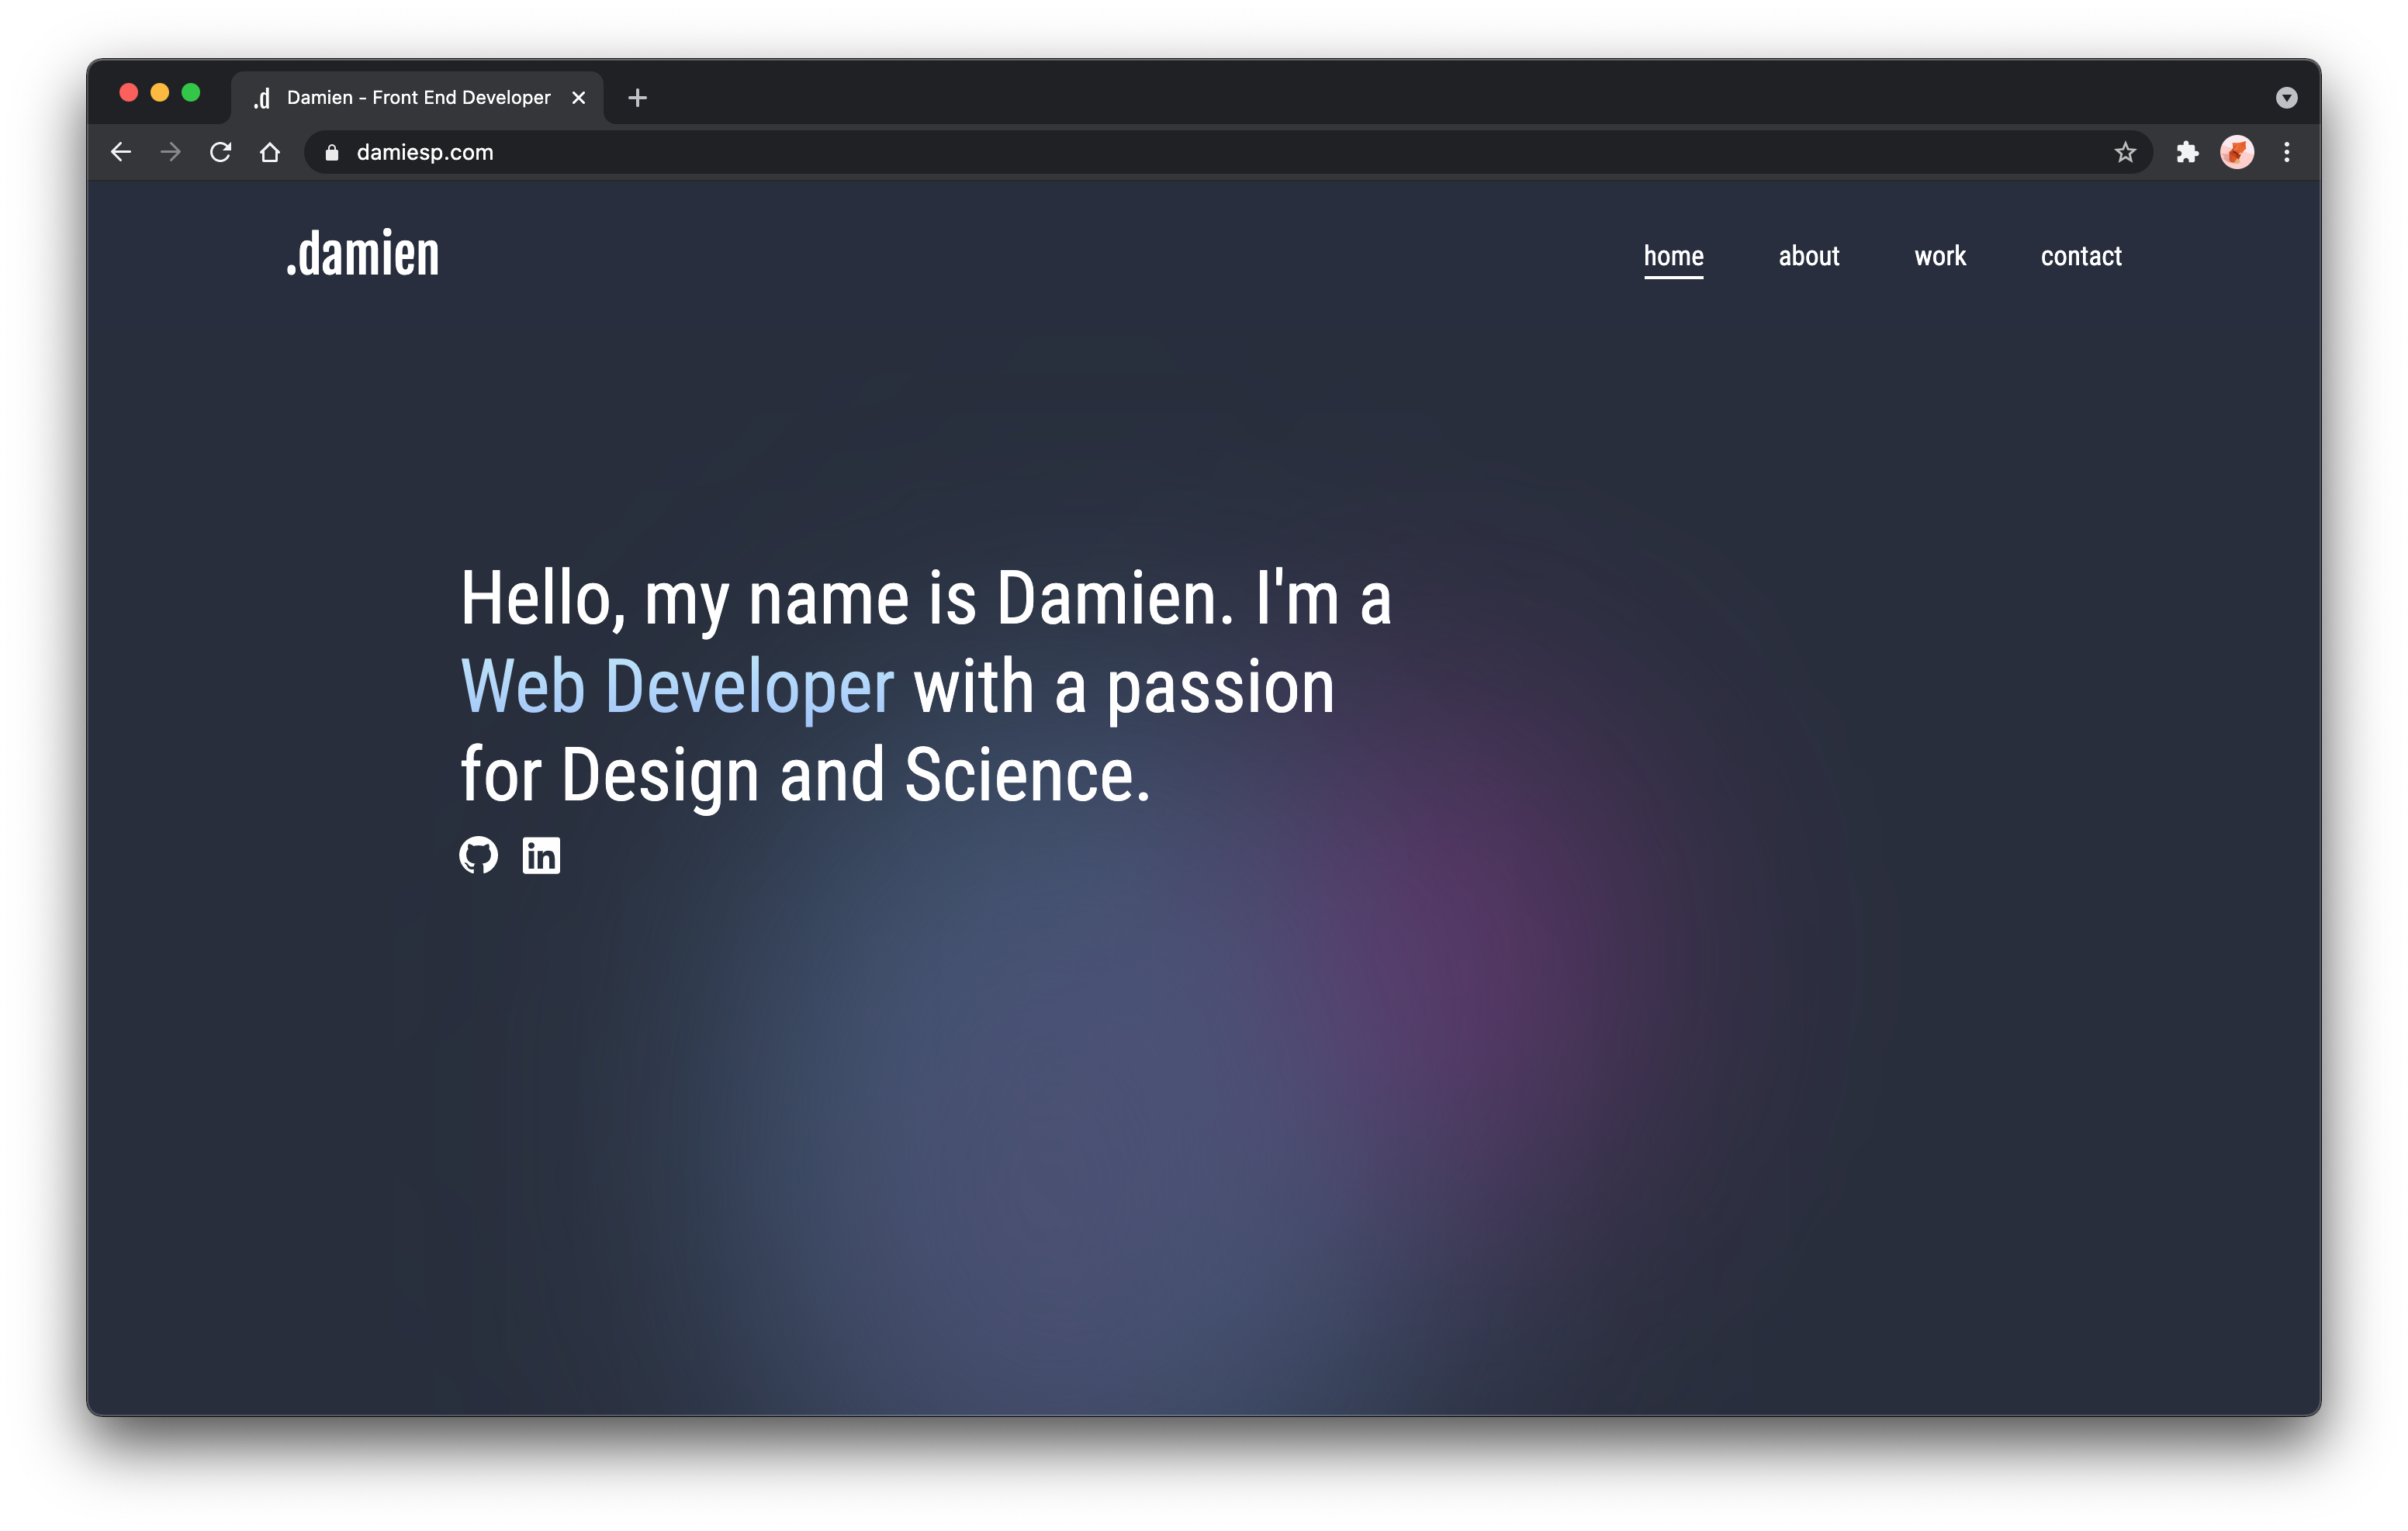 .d Damien - Front End Developer
damiesp.com
.damien
home about work contact
Hello, my name is Damien. I'm a
Web Developer with a passion
for Design and Science.
in